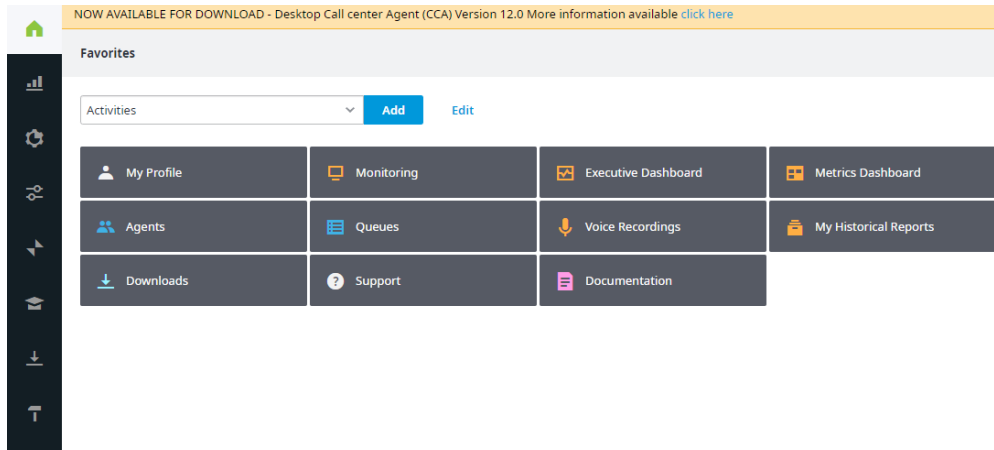 NOW AVAILABLE FOR DOWNLOAD - Desktop Call center Agent (CCA) Version 12.0 More information available click here
Favorites
Activities Add Edit
My Profile Monitoring Executive Dashboard Metrics Dashboard
Agents Queues Voice Recordings My Historical Reports
Downloads Support Documentation